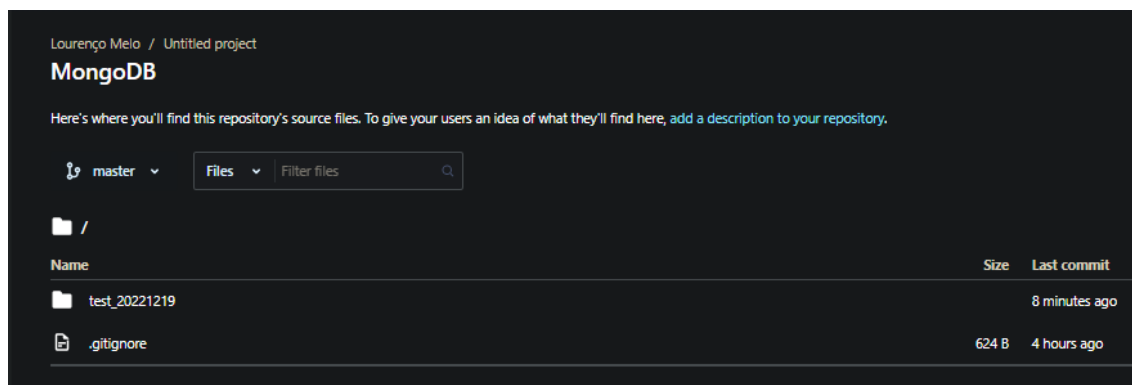 Lourenço Melo / Untitled project
MongoDB
Here's where you'll find this repository's source files. To give your users an idea of what they'll find here, add a description to your repository.
master Files Filter files
/
Name Size Last commit
test_20221219 8 minutes ago
.gitignore 624 B 4 hours ago